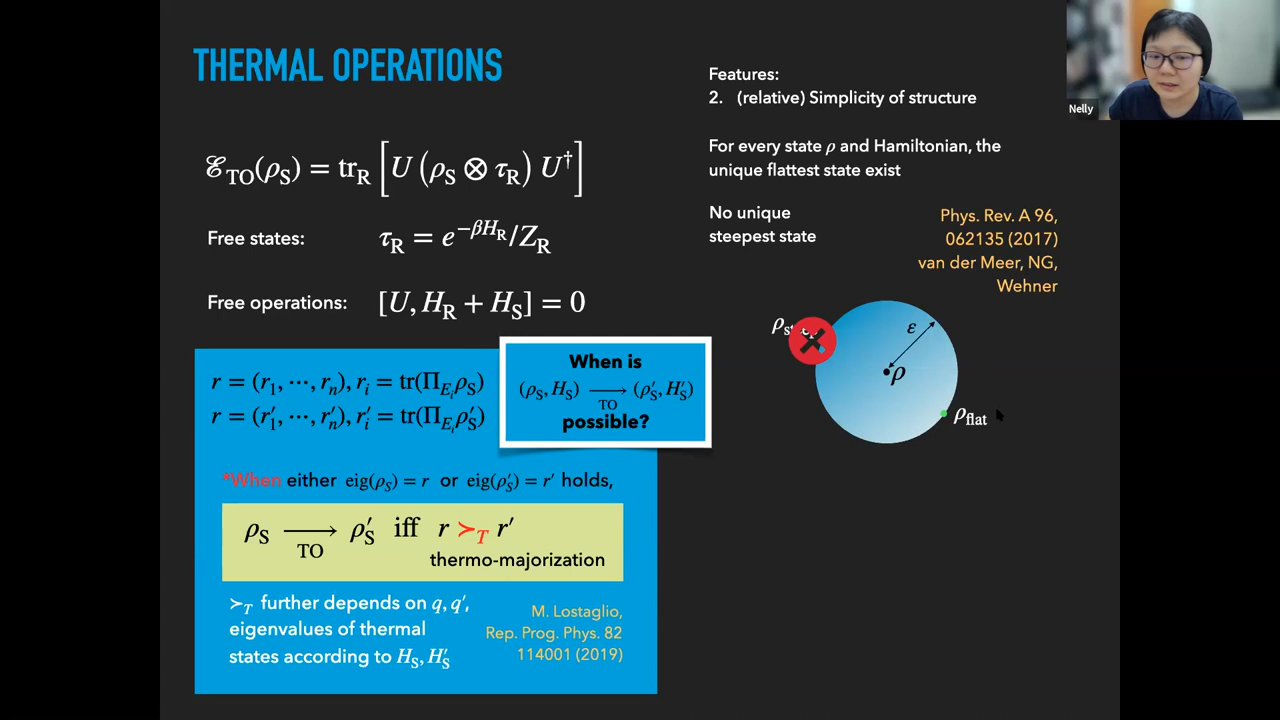 THERMAL OPERATIONS
ℰ_TO(ρ_S) = tr_R [U (ρ_S ⊗ τ_R) U†]
Free states: τ_R = e^{−βH_R}/Z_R
Free operations: [U, H_R + H_S] = 0
r = (r_1, ⋯, r_n), r_i = tr(Π_{E_i} ρ_S)
r = (r′_1, ⋯, r′_n), r′_i = tr(Π_{E_i} ρ′_S)
When is
(ρ_S, H_S) ⟶ (ρ′_S, H′_S)
TO
possible?
*When either eig(ρ_S) = r or eig(ρ′_S) = r′ holds,
ρ_S ⟶ ρ′_S iff r ≻_T r′
TO
thermo-majorization
≻_T further depends on q, q′,
eigenvalues of thermal
states according to H_S, H′_S
M. Lostaglio,
Rep. Prog. Phys. 82
114001 (2019)
Features:
2. (relative) Simplicity of structure
For every state ρ and Hamiltonian, the
unique flattest state exist
No unique
steepest state
Phys. Rev. A 96,
062135 (2017)
van der Meer, NG,
Wehner
ε
ρ
ρ_flat
Nelly